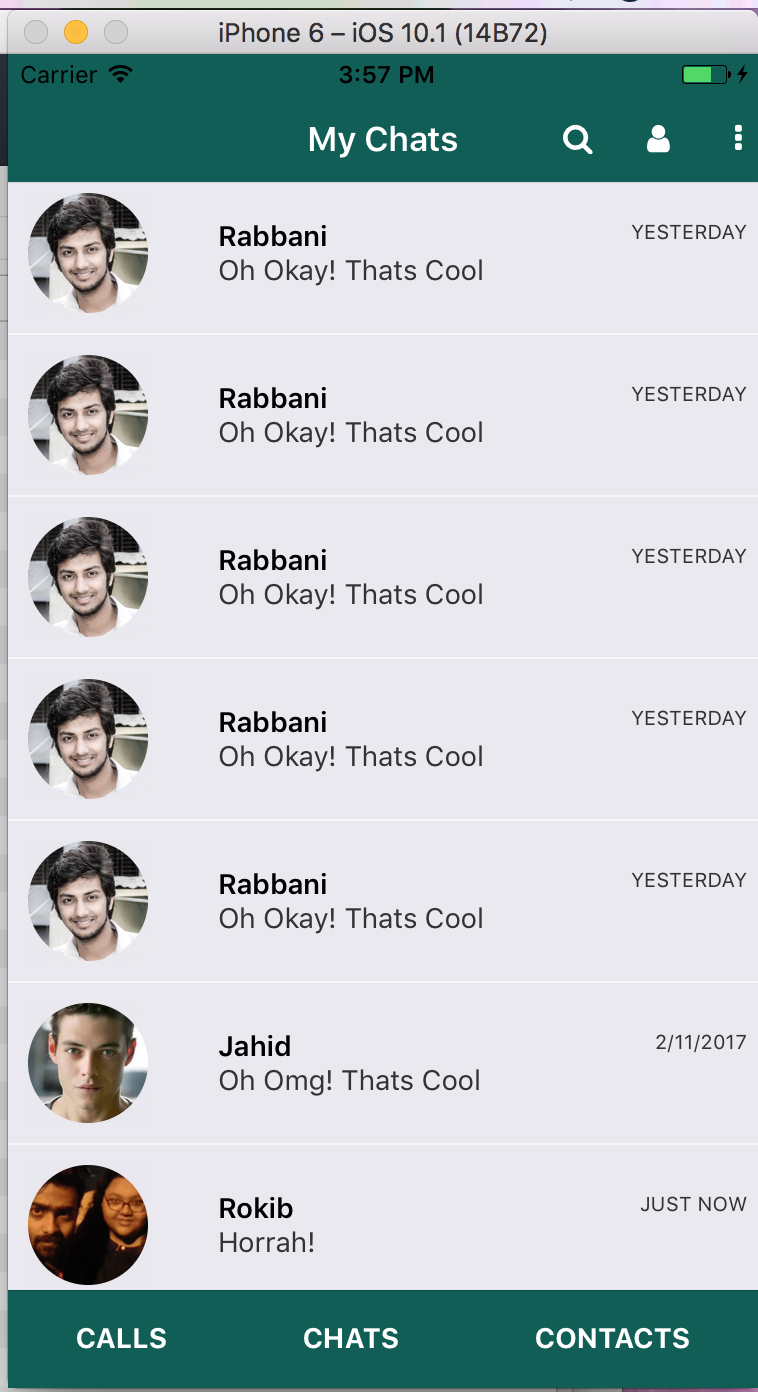 iPhone 6 – iOS 10.1 (14B72)
Carrier 3:57 PM
My Chats
Rabbani YESTERDAY
Oh Okay! Thats Cool
Rabbani YESTERDAY
Oh Okay! Thats Cool
Rabbani YESTERDAY
Oh Okay! Thats Cool
Rabbani YESTERDAY
Oh Okay! Thats Cool
Rabbani YESTERDAY
Oh Okay! Thats Cool
Jahid 2/11/2017
Oh Omg! Thats Cool
Rokib JUST NOW
Horrah!
CALLS CHATS CONTACTS